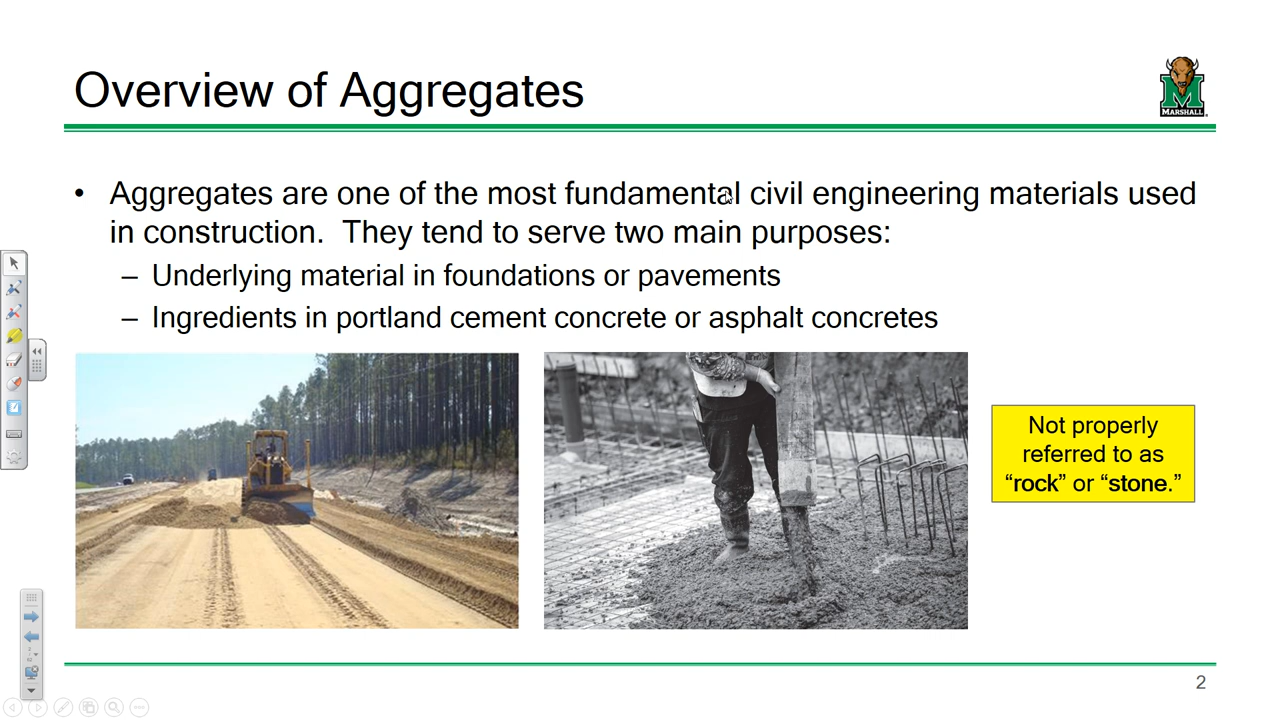 Overview of Aggregates
MARSHALL
• Aggregates are one of the most fundamental civil engineering materials used
in construction. They tend to serve two main purposes:
– Underlying material in foundations or pavements
– Ingredients in portland cement concrete or asphalt concretes
Not properly
referred to as
“rock” or “stone.”
2